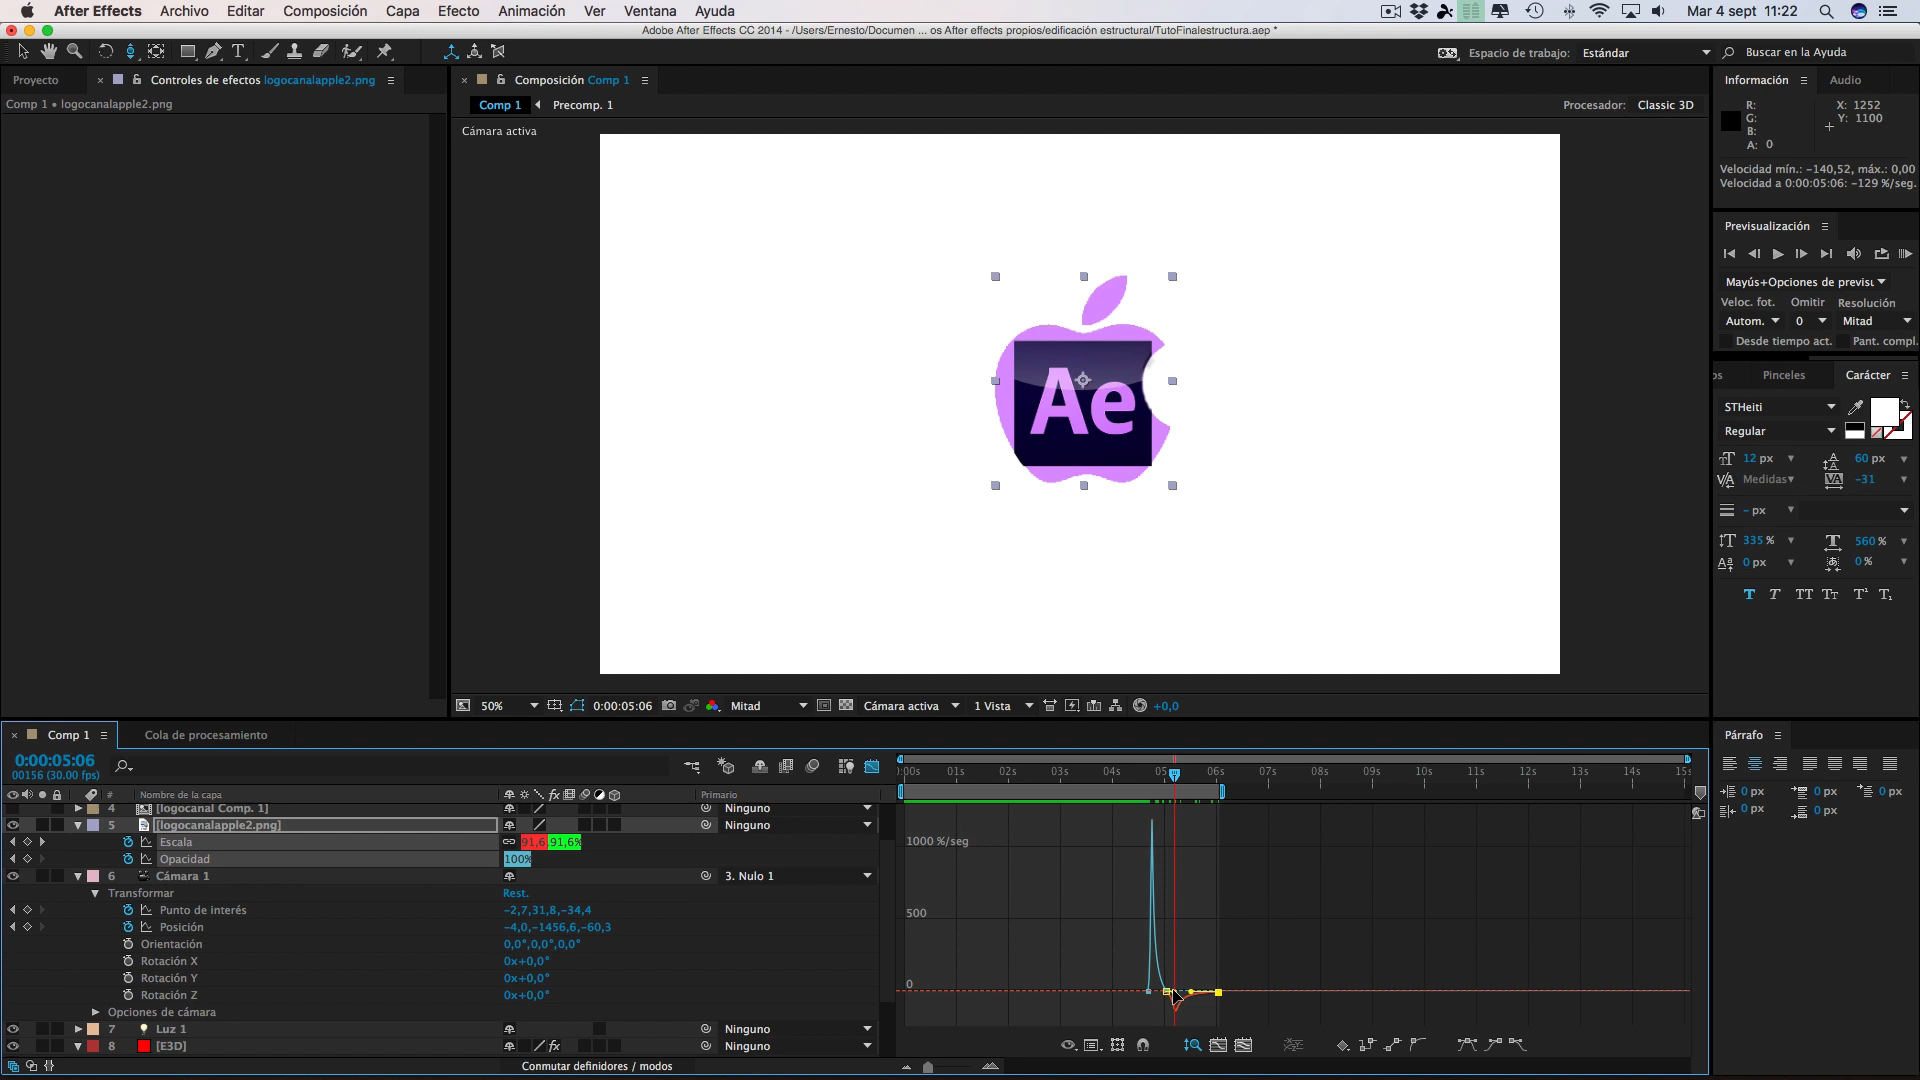 After Effects Archivo Editar Composición Capa Efecto Animación Ver Ventana Ayuda Mar 4 sept 11:22
Adobe After Effects CC 2014 - /Users/Ernesto/Documen ... os After effects propios/edificación estructural/TutoFinalestructura.aep *
Espacio de trabajo: Estándar Buscar en la Ayuda
Proyecto × Controles de efectos logocanalapple2.png × Composición Comp 1 Información Audio
Comp 1 • logocanalapple2.png Comp 1 Precomp. 1 Procesador: Classic 3D
Cámara activa
R:
G:
B:
A: 0
X: 1252
Y: 1100
Velocidad mín.: -140,52, máx.: 0,00
Velocidad a 0:00:05:06: -129 %/seg.
Previsualización
Mayús+Opciones de previsu
Veloc. fot. Omitir Resolución
Autom. 0 Mitad
Desde tiempo act. Pant. compl.
os Pinceles Carácter
STHeiti
Regular
12 px 60 px
Medidas -31
- px
335 % 560 %
0 px 0 %
T T TT Tt T¹ T₁
Ae
50% 0:00:05:06 Mitad Cámara activa 1 Vista +0,0
× Comp 1 Cola de procesamiento
0:00:05:06
00156 (30.00 fps)
# Nombre de la capa Primario
:00s 01s 02s 03s 04s 05 06s 07s 08s 09s 10s 11s 12s 13s 14s 15s
4 [logocanal Comp. 1] Ninguno
5 [logocanalapple2.png] Ninguno
Escala 91,6,91,6%
Opacidad 100%
6 Cámara 1 3. Nulo 1
Transformar Rest.
Punto de interés -2,7,31,8,-34,4
Posición -4,0,-1456,6,-60,3
Orientación 0,0°,0,0°,0,0°
Rotación X 0x+0,0°
Rotación Y 0x+0,0°
Rotación Z 0x+0,0°
Opciones de cámara
7 Luz 1 Ninguno
8 [E3D] fx Ninguno
Conmutar definidores / modos
1000 %/seg
500
0
Párrafo
0 px 0 px 0 px
0 px 0 px